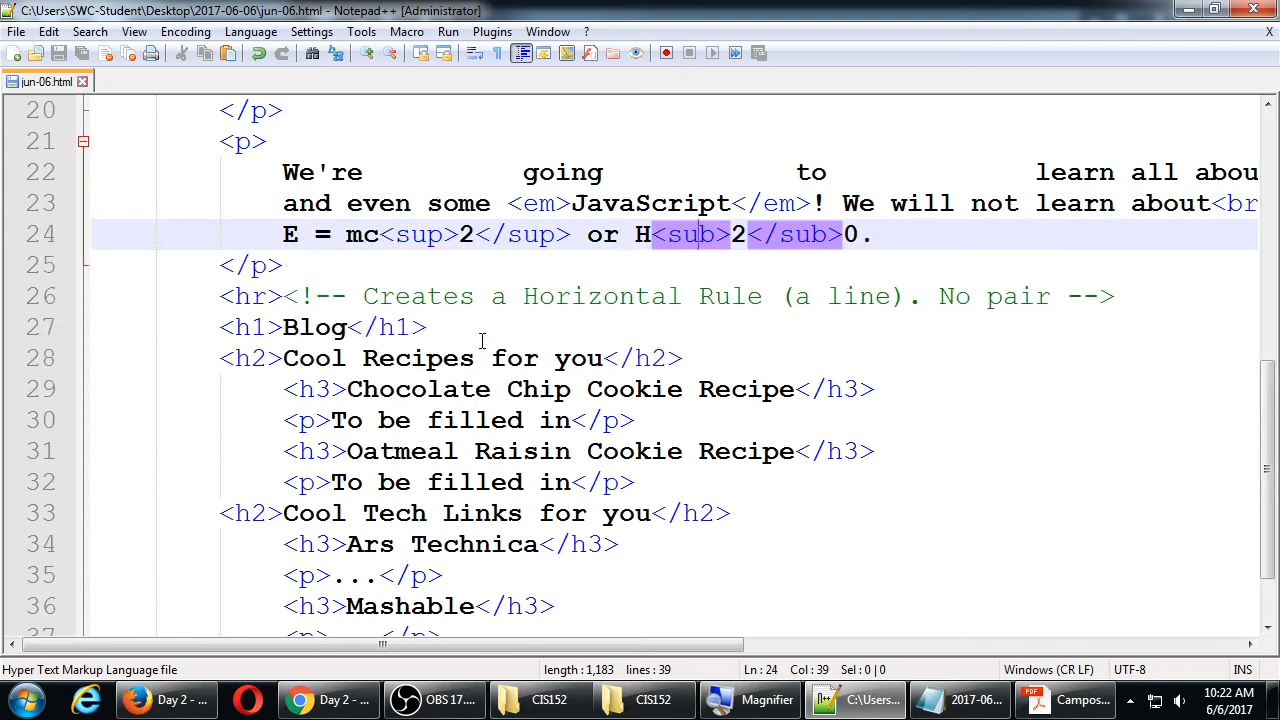 C:\Users\SWC-Student\Desktop\2017-06-06\jun-06.html - Notepad++ [Administrator]
File Edit Search View Encoding Language Settings Tools Macro Run Plugins Window ? X
jun-06.html
20 </p>
21 <p>
22 We're going to learn all abou
23 and even some <em>JavaScript</em>! We will not learn about<br
24 E = mc<sup>2</sup> or H<sub>2</sub>0.
25 </p>
26 <hr><!-- Creates a Horizontal Rule (a line). No pair -->
27 <h1>Blog</h1>
28 <h2>Cool Recipes for you</h2>
29 <h3>Chocolate Chip Cookie Recipe</h3>
30 <p>To be filled in</p>
31 <h3>Oatmeal Raisin Cookie Recipe</h3>
32 <p>To be filled in</p>
33 <h2>Cool Tech Links for you</h2>
34 <h3>Ars Technica</h3>
35 <p>...</p>
36 <h3>Mashable</h3>
37 <p>...</p>
Hyper Text Markup Language file length : 1,183 lines : 39 Ln : 24 Col : 39 Sel : 0 | 0 Windows (CR LF) UTF-8 INS
Day 2 - ... Day 2 - ... OBS 17.... CIS152 CIS152 Magnifier C:\Users... 2017-06... Campos... 10:22 AM
6/6/2017